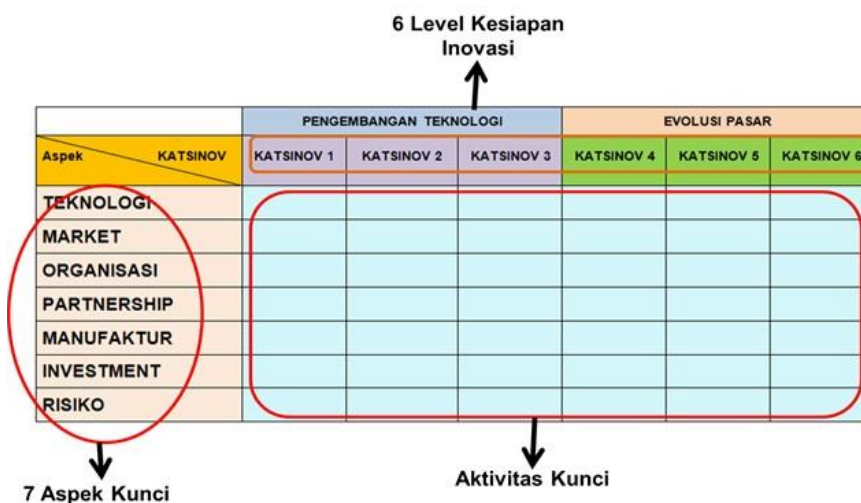 6 Level Kesiapan
Inovasi
PENGEMBANGAN TEKNOLOGI
EVOLUSI PASAR
Aspek
KATSINOV
KATSINOV 1
KATSINOV 2
KATSINOV 3
KATSINOV 4
KATSINOV 5
KATSINOV 6
TEKNOLOGI
MARKET
ORGANISASI
PARTNERSHIP
MANUFAKTUR
INVESTMENT
RISIKO
7 Aspek Kunci
Aktivitas Kunci